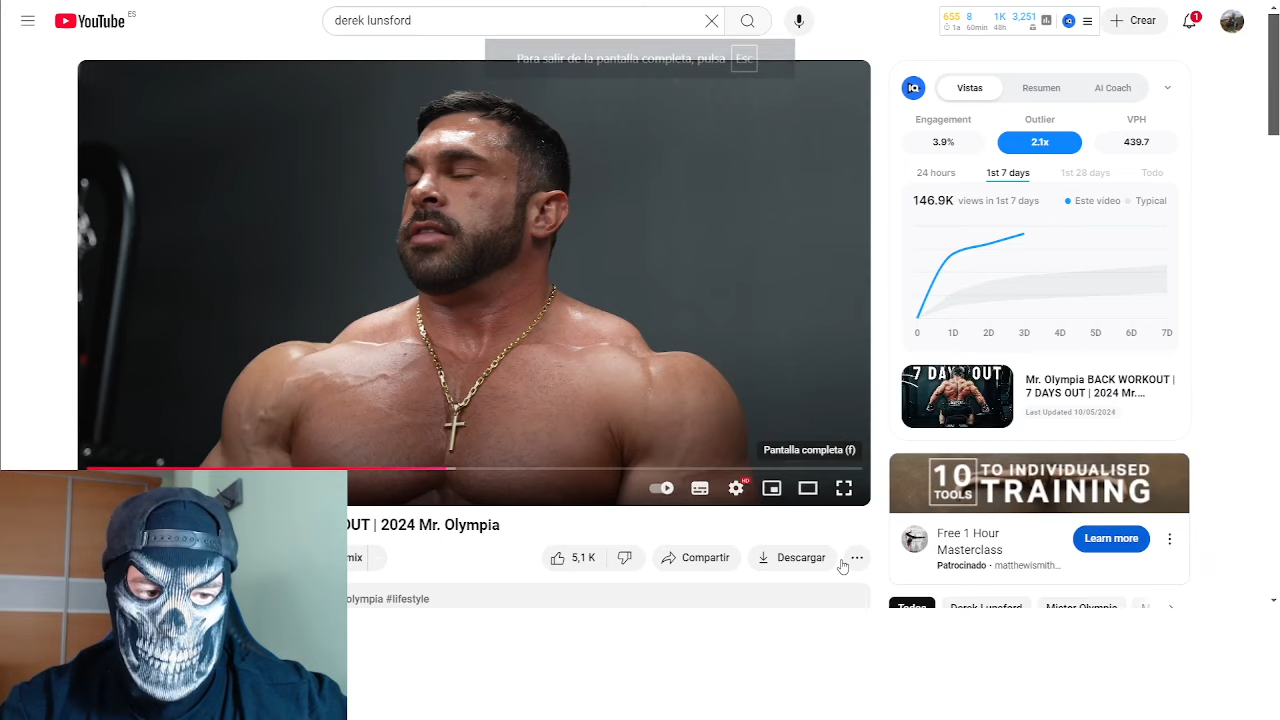 YouTube ES
derek lunsford
655 8 1K 3,251
1a 60min 48h
Crear
1
Para salir de la pantalla completa, pulsa Esc
Vistas Resumen AI Coach
Engagement Outlier VPH
3.9% 2.1x 439.7
24 hours 1st 7 days 1st 28 days Todo
146.9K views in 1st 7 days Este video Typical
0 1D 2D 3D 4D 5D 6D 7D
7 DAYS OUT
Mr. Olympia BACK WORKOUT |
7 DAYS OUT | 2024 Mr....
Last Updated 10/05/2024
Pantalla completa (f)
HD
10 TOOLS TO INDIVIDUALISED TRAINING
Free 1 Hour
Masterclass
Patrocinado · matthewismith...
Learn more
OUT | 2024 Mr. Olympia
mix 5,1 K Compartir Descargar
olympia #lifestyle
Todos Derek Lunsford Mister Olympia